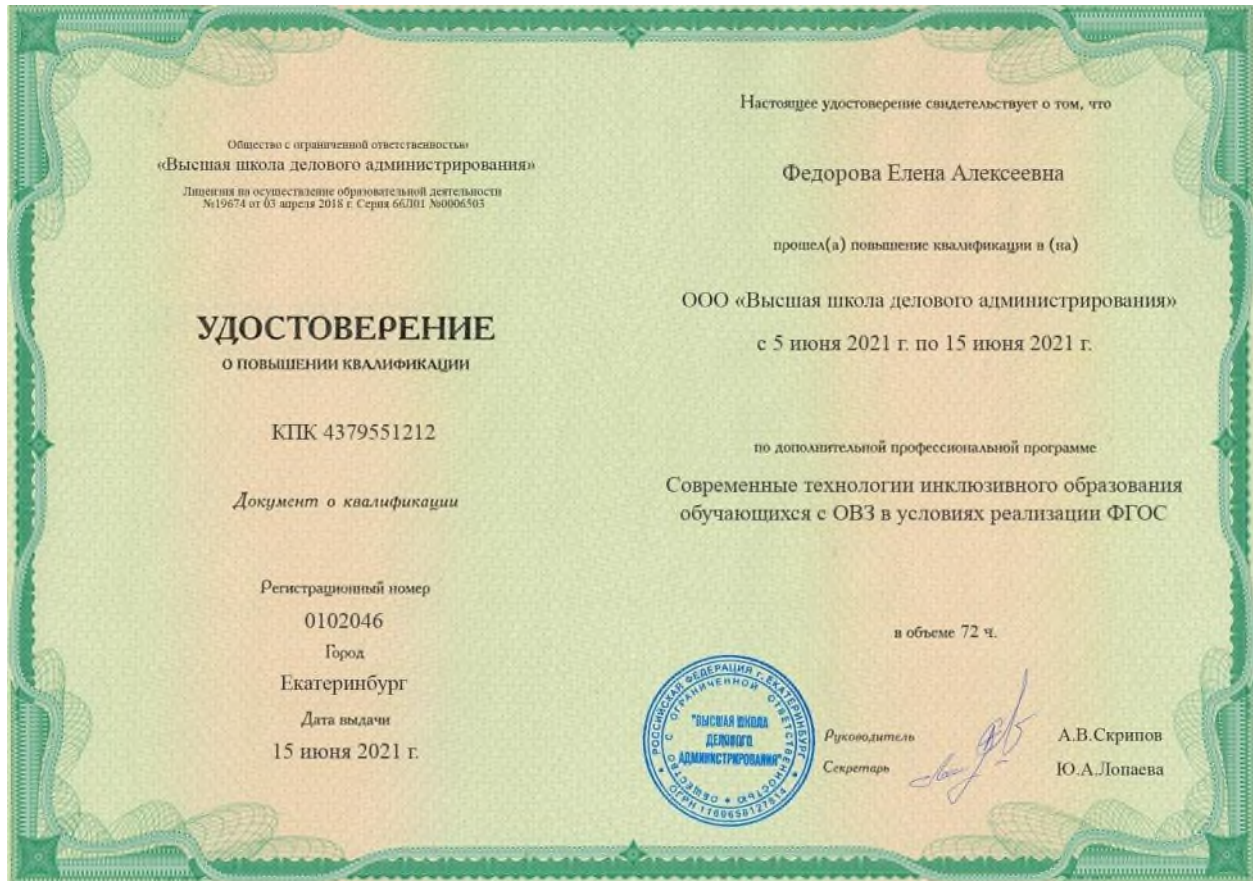 Общество с ограниченной ответственностью
«Высшая школа делового администрирования»
Лицензия на осуществление образовательной деятельности
№19674 от 03 апреля 2018 г. Серия 66Л01 №0006503
УДОСТОВЕРЕНИЕ
О ПОВЫШЕНИИ КВАЛИФИКАЦИИ
КПК 4379551212
Документ о квалификации
Регистрационный номер
0102046
Город
Екатеринбург
Дата выдачи
15 июня 2021 г.
Настоящее удостоверение свидетельствует о том, что
Федорова Елена Алексеевна
прошел(а) повышение квалификации в (на)
ООО «Высшая школа делового администрирования»
с 5 июня 2021 г. по 15 июня 2021 г.
по дополнительной профессиональной программе
Современные технологии инклюзивного образования
обучающихся с ОВЗ в условиях реализации ФГОС
в объеме 72 ч.
РОССИЙСКАЯ ФЕДЕРАЦИЯ г. ЕКАТЕРИНБУРГ
ОБЩЕСТВО С ОГРАНИЧЕННОЙ ОТВЕТСТВЕННОСТЬЮ
"ВЫСШАЯ ШКОЛА
ДЕЛОВОГО
АДМИНИСТРИРОВАНИЯ"
ОГРН 1160658127814
Руководитель А.В.Скрипов
Секретарь Ю.А.Лопаева